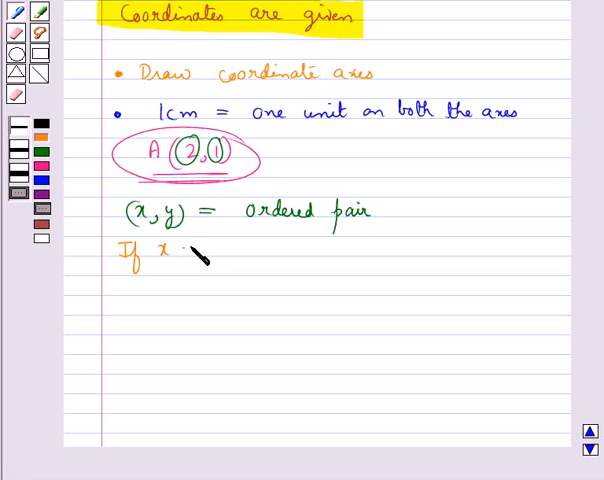 Coordinates are given
• Draw coordinate axes
• 1cm = one unit on both the axes
A (2,1)
(x,y) = ordered pair
If x